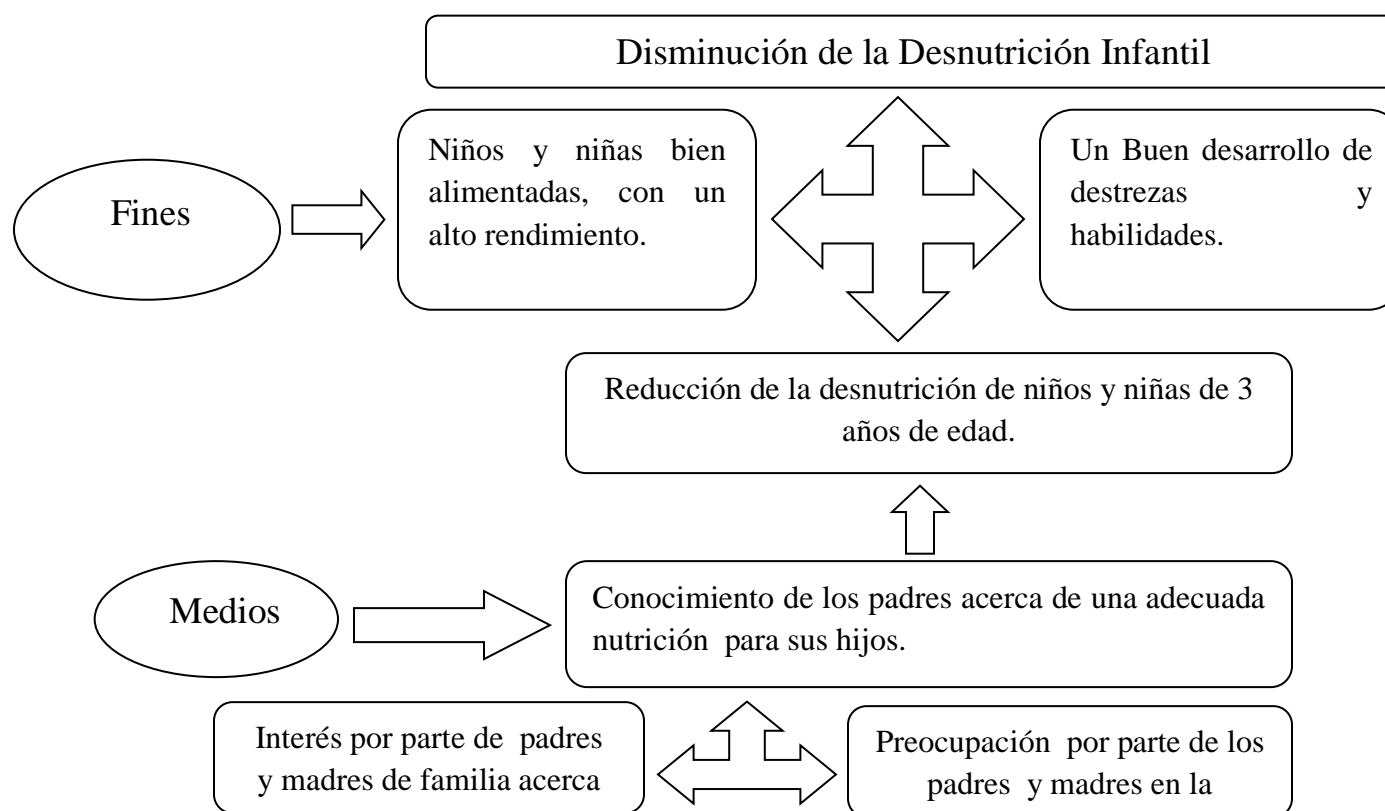 Disminución de la Desnutrición Infantil
Fines
Niños y niñas bien
alimentadas, con un
alto rendimiento.
Un Buen desarrollo de
destrezas y
habilidades.
Reducción de la desnutrición de niños y niñas de 3
años de edad.
Medios
Conocimiento de los padres acerca de una adecuada
nutrición para sus hijos.
Interés por parte de padres
y madres de familia acerca
Preocupación por parte de los
padres y madres en la